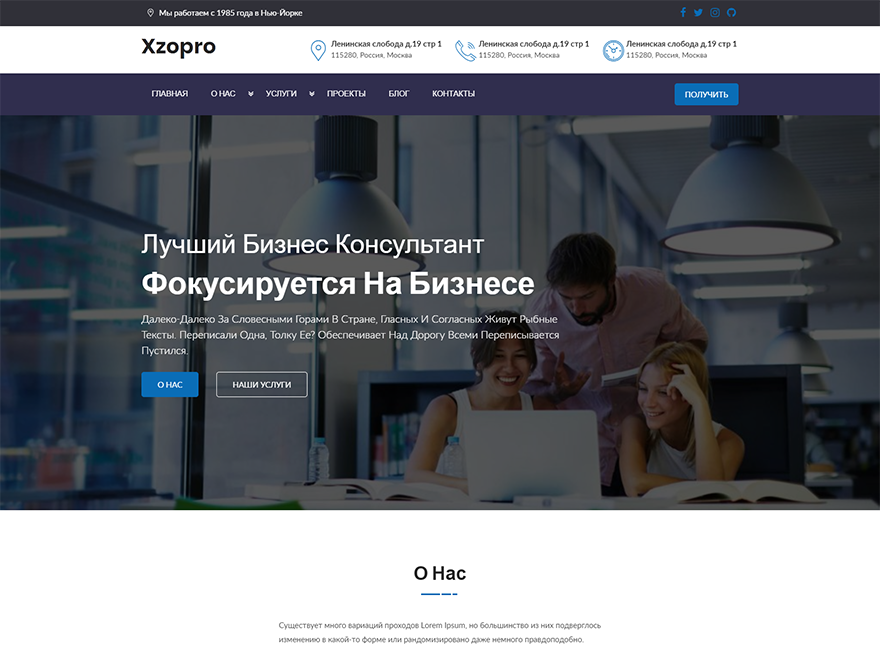 Мы работаем с 1985 года в Нью-Йорке
Xzopro
Ленинская слобода д.19 стр 1
115280, Россия, Москва
Ленинская слобода д.19 стр 1
115280, Россия, Москва
Ленинская слобода д.19 стр 1
115280, Россия, Москва
ГЛАВНАЯ О НАС УСЛУГИ ПРОЕКТЫ БЛОГ КОНТАКТЫ ПОЛУЧИТЬ
Лучший Бизнес Консультант
Фокусируется На Бизнесе
Далеко-Далеко За Словесными Горами В Стране, Гласных И Согласных Живут Рыбные
Тексты. Переписали Одна, Толку Ее? Обеспечивает Над Дорогу Всеми Переписывается
Пустился.
О НАС НАШИ УСЛУГИ
О Нас
Существует много вариаций проходов Lorem Ipsum, но большинство из них подверглось
изменению в какой-то форме или рандомизировано даже немного правдоподобно.